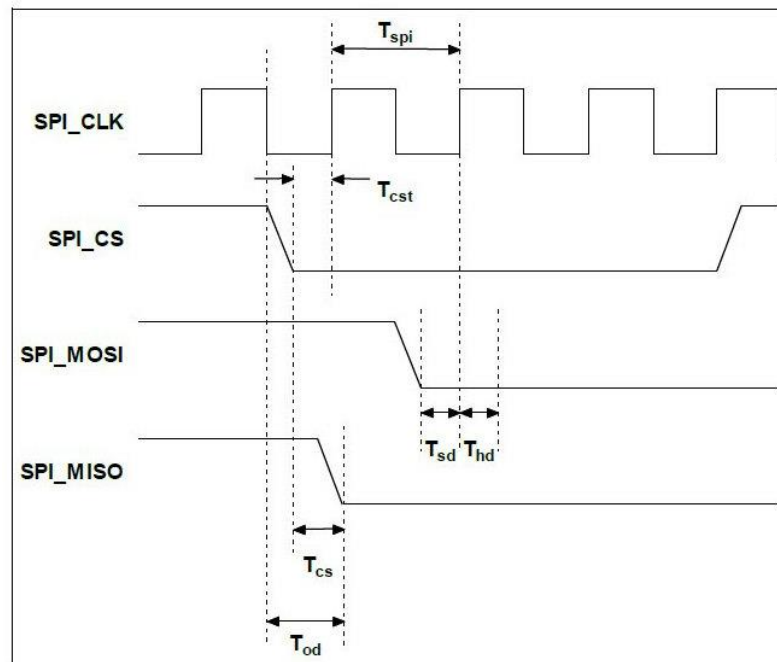 Tspi
SPI_CLK
Tcst
SPI_CS
SPI_MOSI
Tsd Thd
SPI_MISO
Tcs
Tod